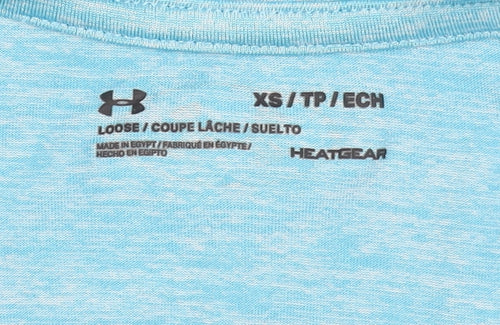 XS / TP / ECH
LOOSE / COUPE LÂCHE / SUELTO
MADE IN EGYPT / FABRIQUÉ EN ÉGYPTE /
HECHO EN EGIPTO
HEATGEAR